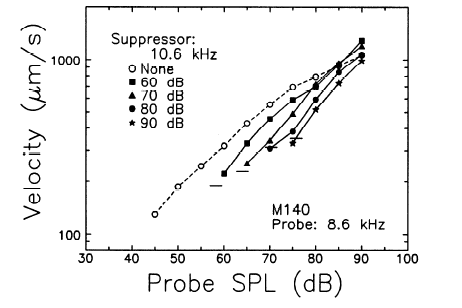 Velocity (μm/s)
1000
100
Suppressor:
10.6 kHz
None
60 dB
70 dB
80 dB
90 dB
M140
Probe: 8.6 kHz
30 40 50 60 70 80 90 100
Probe SPL (dB)